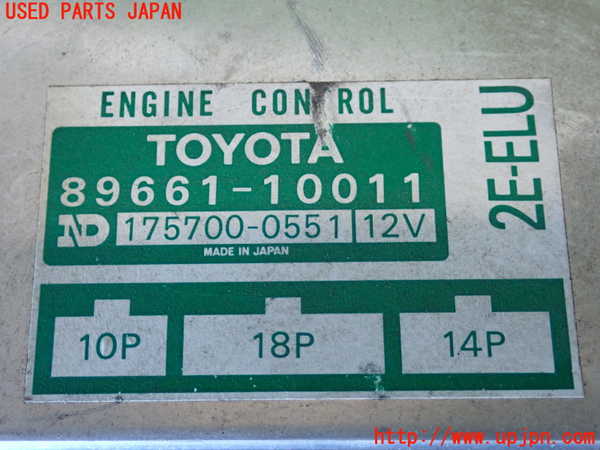 USED PARTS JAPAN
ENGINE CONTROL
TOYOTA
89661-10011
ND 175700-0551 12V
MADE IN JAPAN
2E-ELU
10P 18P 14P
http://www.upjpn.com